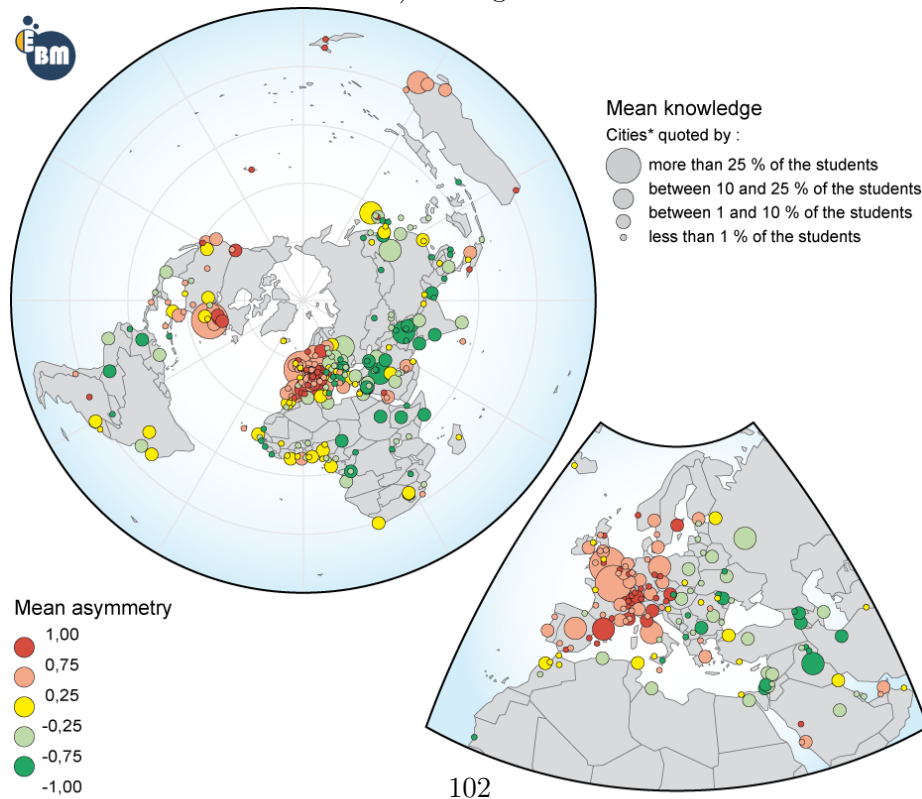 EBM
Mean knowledge
Cities* quoted by :
more than 25 % of the students
between 10 and 25 % of the students
between 1 and 10 % of the students
less than 1 % of the students
Mean asymmetry
1,00
0,75
0,25
-0,25
-0,75
-1,00
102